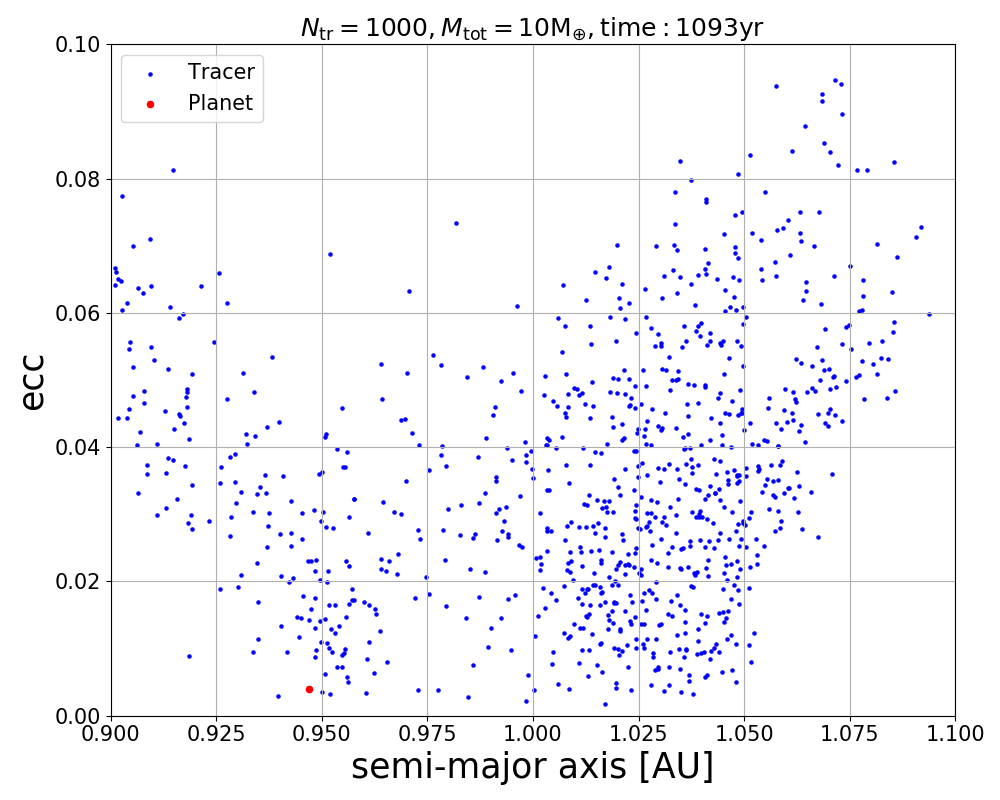 N_tr = 1000, M_tot = 10M_⊕, time : 1093yr
Tracer
Planet
ecc
0.10
0.08
0.06
0.04
0.02
0.00
0.900 0.925 0.950 0.975 1.000 1.025 1.050 1.075 1.100
semi-major axis [AU]